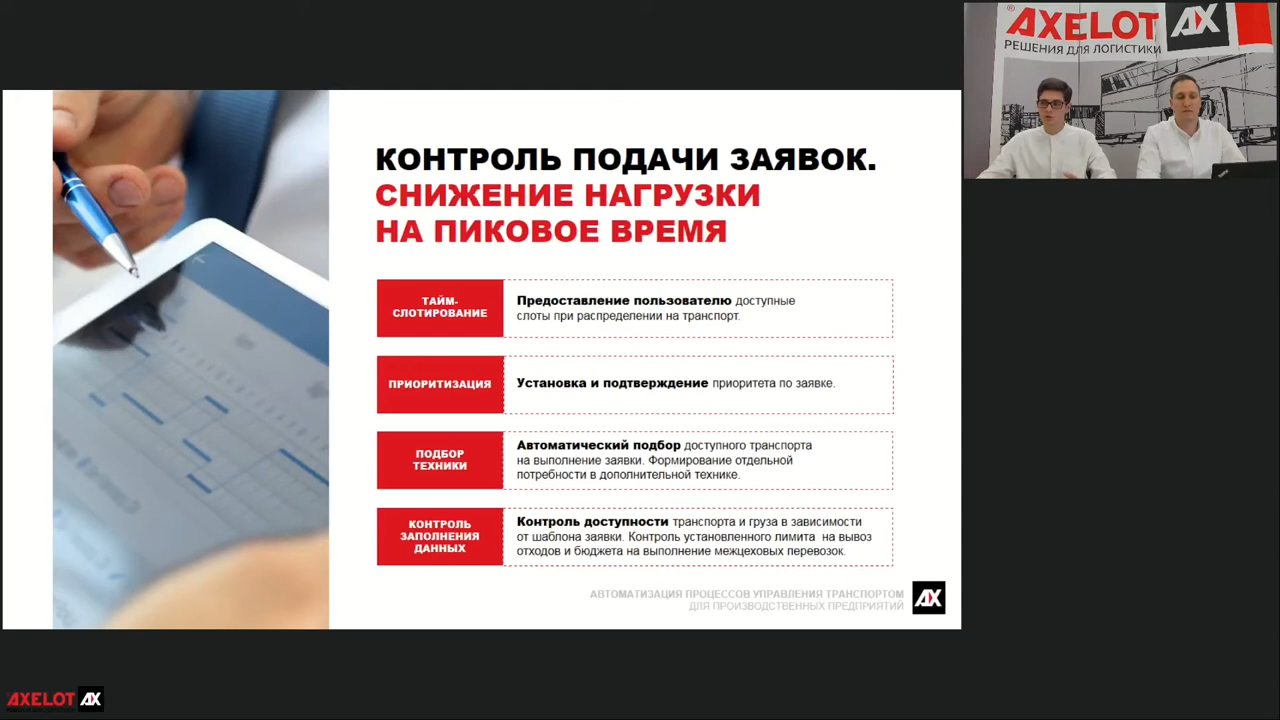 AXELOT AX
РЕШЕНИЯ ДЛЯ ЛОГИСТИКИ
КОНТРОЛЬ ПОДАЧИ ЗАЯВОК.
СНИЖЕНИЕ НАГРУЗКИ
НА ПИКОВОЕ ВРЕМЯ
ТАЙМ-
СЛОТИРОВАНИЕ
Предоставление пользователю доступные
слоты при распределении на транспорт.
ПРИОРИТИЗАЦИЯ
Установка и подтверждение приоритета по заявке.
ПОДБОР
ТЕХНИКИ
Автоматический подбор доступного транспорта
на выполнение заявки. Формирование отдельной
потребности в дополнительной технике.
КОНТРОЛЬ
ЗАПОЛНЕНИЯ
ДАННЫХ
Контроль доступности транспорта и груза в зависимости
от шаблона заявки. Контроль установленного лимита на вывоз
отходов и бюджета на выполнение межцеховых перевозок.
АВТОМАТИЗАЦИЯ ПРОЦЕССОВ УПРАВЛЕНИЯ ТРАНСПОРТОМ
ДЛЯ ПРОИЗВОДСТВЕННЫХ ПРЕДПРИЯТИЙ
AX
AXELOT AX